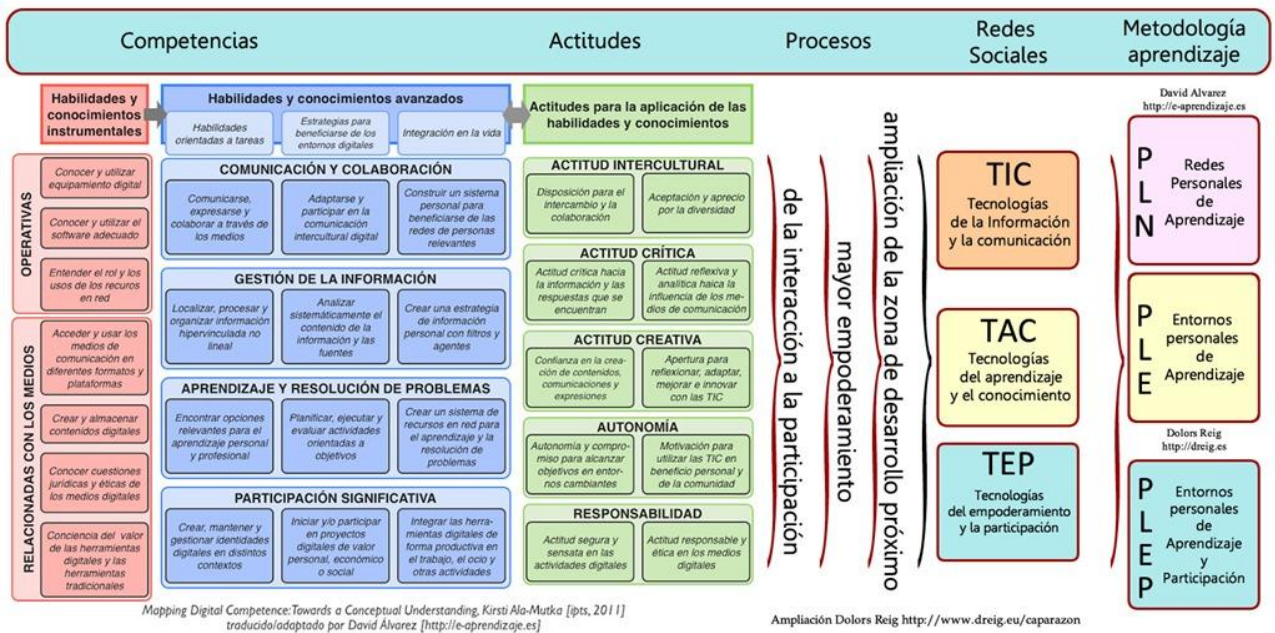 Competencias
Actitudes
Procesos
Redes
Sociales
Metodología
aprendizaje
Habilidades y
conocimientos
instrumentales
OPERATIVAS
Conocer y utilizar
equipamiento digital
Conocer y utilizar el
software adecuado
Entender el rol y los
usos de los recuros
en red
RELACIONADAS CON LOS MEDIOS
Acceder y usar los
medios de
comunicación en
diferentes formatos y
plataformas
Crear y almacenar
contenidos digitales
Conocer cuestiones
jurídicas y éticas de
los medios digitales
Conciencia del valor de
las herramientas
digitales y las
herramientas
tradicionales
Habilidades y conocimientos avanzados
Habilidades
orientadas a tareas
Estrategias para
beneficiarse de los
entornos digitales
Integración en la vida
COMUNICACIÓN Y COLABORACIÓN
Comunicarse,
expresarse y
colaborar a través de
los medios
Adaptarse y
participar en la
comunicación
intercultural digital
Construir un sistema
personal para
beneficiarse de las
redes de personas
relevantes
GESTIÓN DE LA INFORMACIÓN
Localizar, procesar y
organizar información
hipervinculada no
lineal
Analizar
sistemáticamente el
contenido de la
información y las
fuentes
Crear una estrategia
de información
personal con filtros y
agentes
APRENDIZAJE Y RESOLUCIÓN DE PROBLEMAS
Encontrar opciones
relevantes para el
aprendizaje personal
y profesional
Planificar, ejecutar y
evaluar actividades
orientadas a
objetivos
Crear un sistema de
recursos en red para
el aprendizaje y la
resolución de
problemas
PARTICIPACIÓN SIGNIFICATIVA
Crear, mantener y
gestionar identidades
digitales en distintos
contextos
Iniciar y/o participar
en proyectos
digitales de valor
personal, económico
o social
Integrar las herra-
mientas digitales de
forma productiva en
el trabajo, el ocio y
otras actividades
Actitudes para la aplicación de las
habilidades y conocimientos
ACTITUD INTERCULTURAL
Disposición para el
intercambio y la
colaboración
Aceptación y aprecio
por la diversidad
ACTITUD CRÍTICA
Actitud crítica hacia
la información y las
respuestas que se
encuentran
Actitud reflexiva y
analítica haica la
influencia de los me-
dios de comunicación
ACTITUD CREATIVA
Confianza en la crea-
ción de contenidos,
comunicaciones y
expresiones
Apertura para
reflexionar, adaptar,
mejorar e innovar
con las TIC
AUTONOMÍA
Autonomía y compro-
miso para alcanzar
objetivos en entor-
nos cambiantes
Motivación para
utilizar las TIC en
beneficio personal y
de la comunidad
RESPONSABILIDAD
Actitud segura y
sensata en las
actividades digitales
Actitud responsable y
ética en los medios
digitales
de la interacción a la participación
mayor empoderamiento
ampliación de la zona de desarrollo próximo
TIC
Tecnologías
de la Información
y la comunicación
TAC
Tecnologías
del aprendizaje
y el conocimiento
TEP
Tecnologías
del empoderamiento
y la participación
David Alvarez
http://e-aprendizaje.es
PLN
Redes
Personales
de
Aprendizaje
PLE
Entornos
personales
de
Aprendizaje
Dolors Reig
http://dreig.es
PLEP
Entornos
personales
de
Aprendizaje
y
Participación
Mapping Digital Competence: Towards a Conceptual Understanding, Kirsti Ala-Mutka [ipts, 2011]
traducido/adaptado por David Álvarez [http://e-aprendizaje.es]
Ampliación Dolors Reig http://www.dreig.eu/caparazon